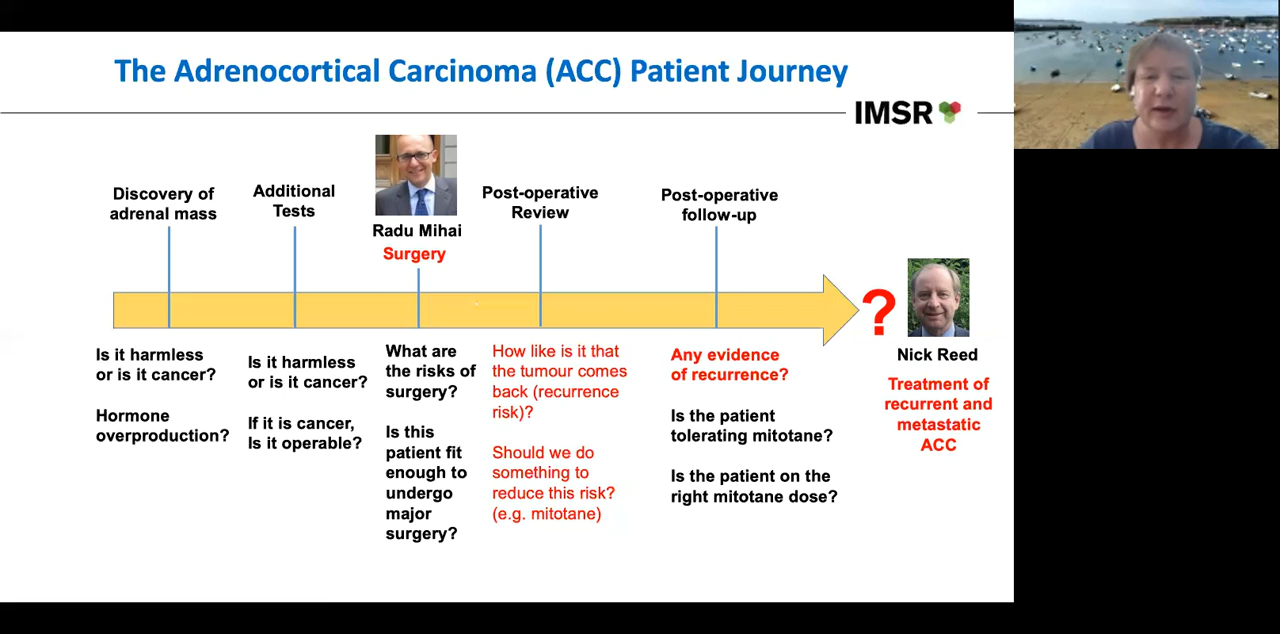 The Adrenocortical Carcinoma (ACC) Patient Journey
IMSR
Discovery of
adrenal mass
Additional
Tests
Radu Mihai
Surgery
Post-operative
Review
Post-operative
follow-up
?
Nick Reed
Treatment of
recurrent and
metastatic
ACC
Is it harmless
or is it cancer?
Hormone
overproduction?
Is it harmless
or is it cancer?
If it is cancer,
Is it operable?
What are
the risks of
surgery?
Is this
patient fit
enough to
undergo
major
surgery?
How like is it that
the tumour comes
back (recurrence
risk)?
Should we do
something to
reduce this risk?
(e.g. mitotane)
Any evidence
of recurrence?
Is the patient
tolerating mitotane?
Is the patient on the
right mitotane dose?